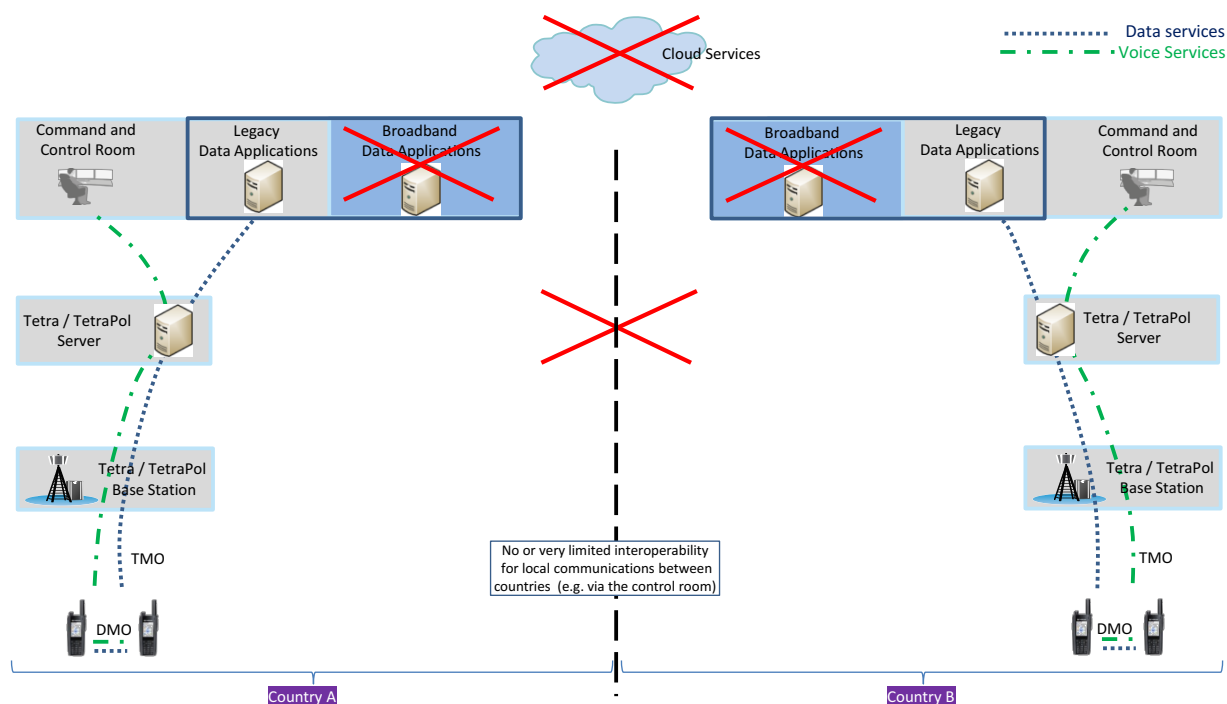 Cloud Services
Data services
Voice Services
Command and
Control Room
Legacy
Data Applications
Broadband
Data Applications
Broadband
Data Applications
Legacy
Data Applications
Command and
Control Room
Tetra / TetraPol
Server
Tetra / TetraPol
Server
Tetra / TetraPol
Base Station
Tetra / TetraPol
Base Station
TMO
No or very limited interoperability
for local communications between
countries (e.g. via the control room)
TMO
DMO
DMO
Country A
Country B